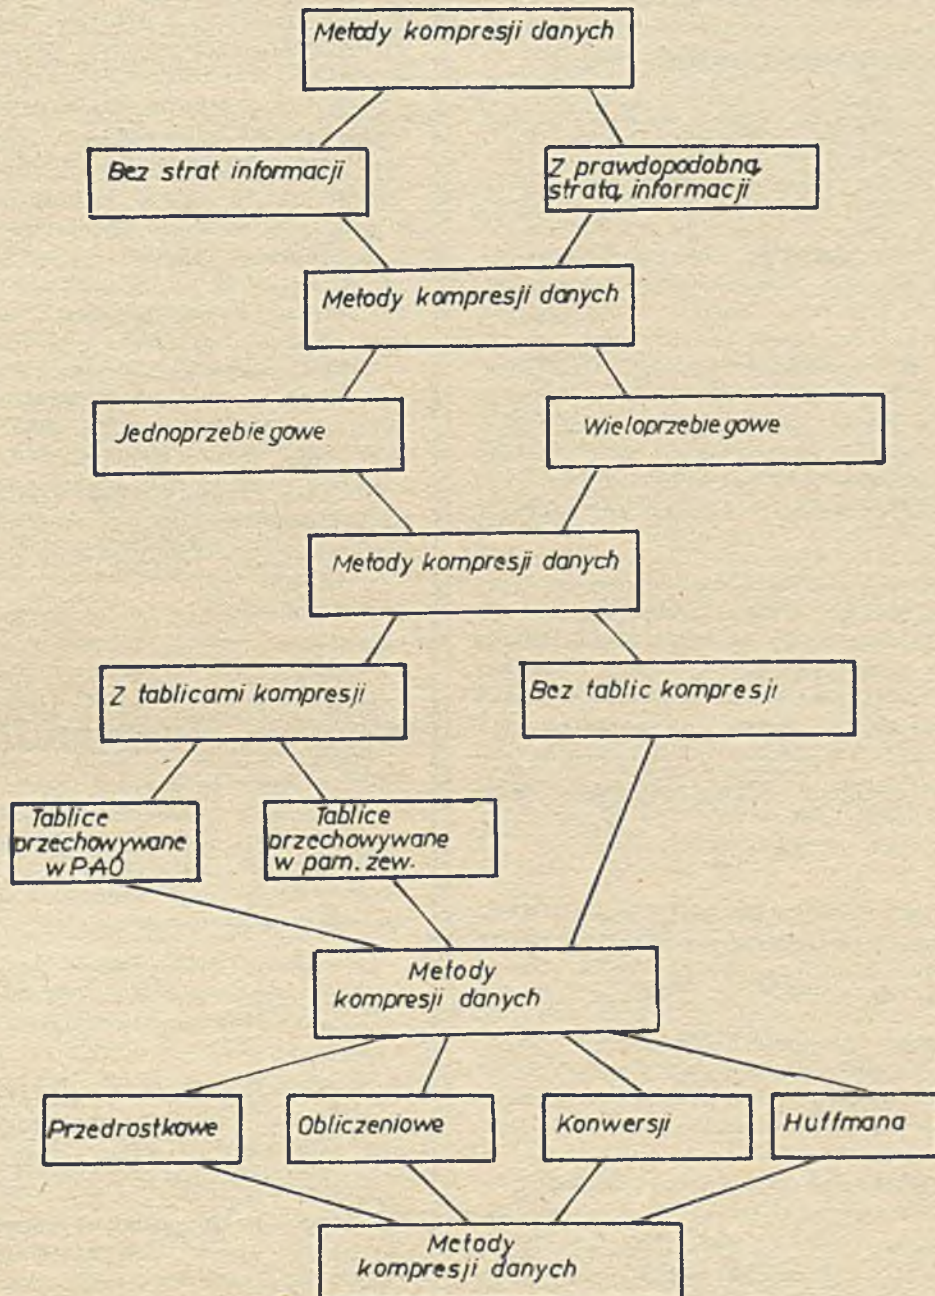 Metody kompresji danych
Bez strat informacji
Z prawdopodobną
stratą informacji
Metody kompresji danych
Jednoprzebiegowe
Wieloprzebiegowe
Metody kompresji danych
Z tablicami kompresji
Bez tablic kompresji
Tablice
przechowywane
w PAO
Tablice
przechowywane
w pam. zew.
Metody
kompresji danych
Przedrostkowe
Obliczeniowe
Konwersji
Huffmana
Metody
kompresji danych